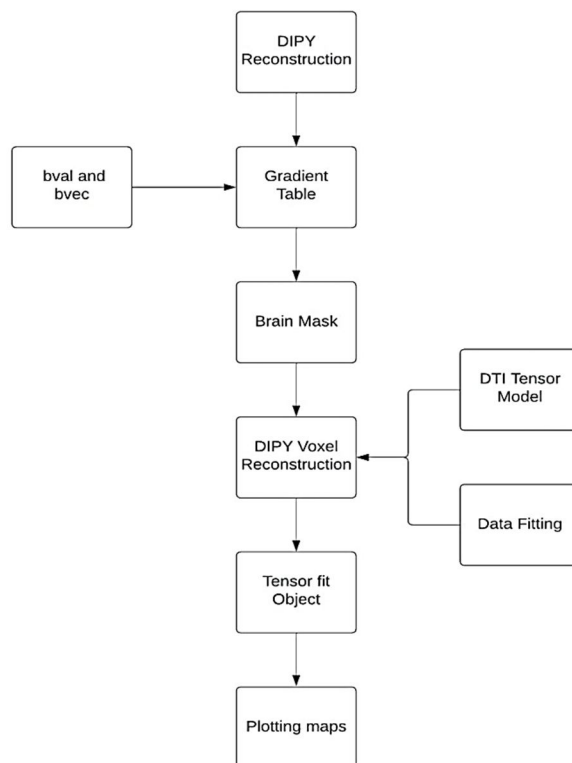 DIPY
Reconstruction
bval and
bvec
Gradient
Table
Brain Mask
DTI Tensor
Model
DIPY Voxel
Reconstruction
Data Fitting
Tensor fit
Object
Plotting maps